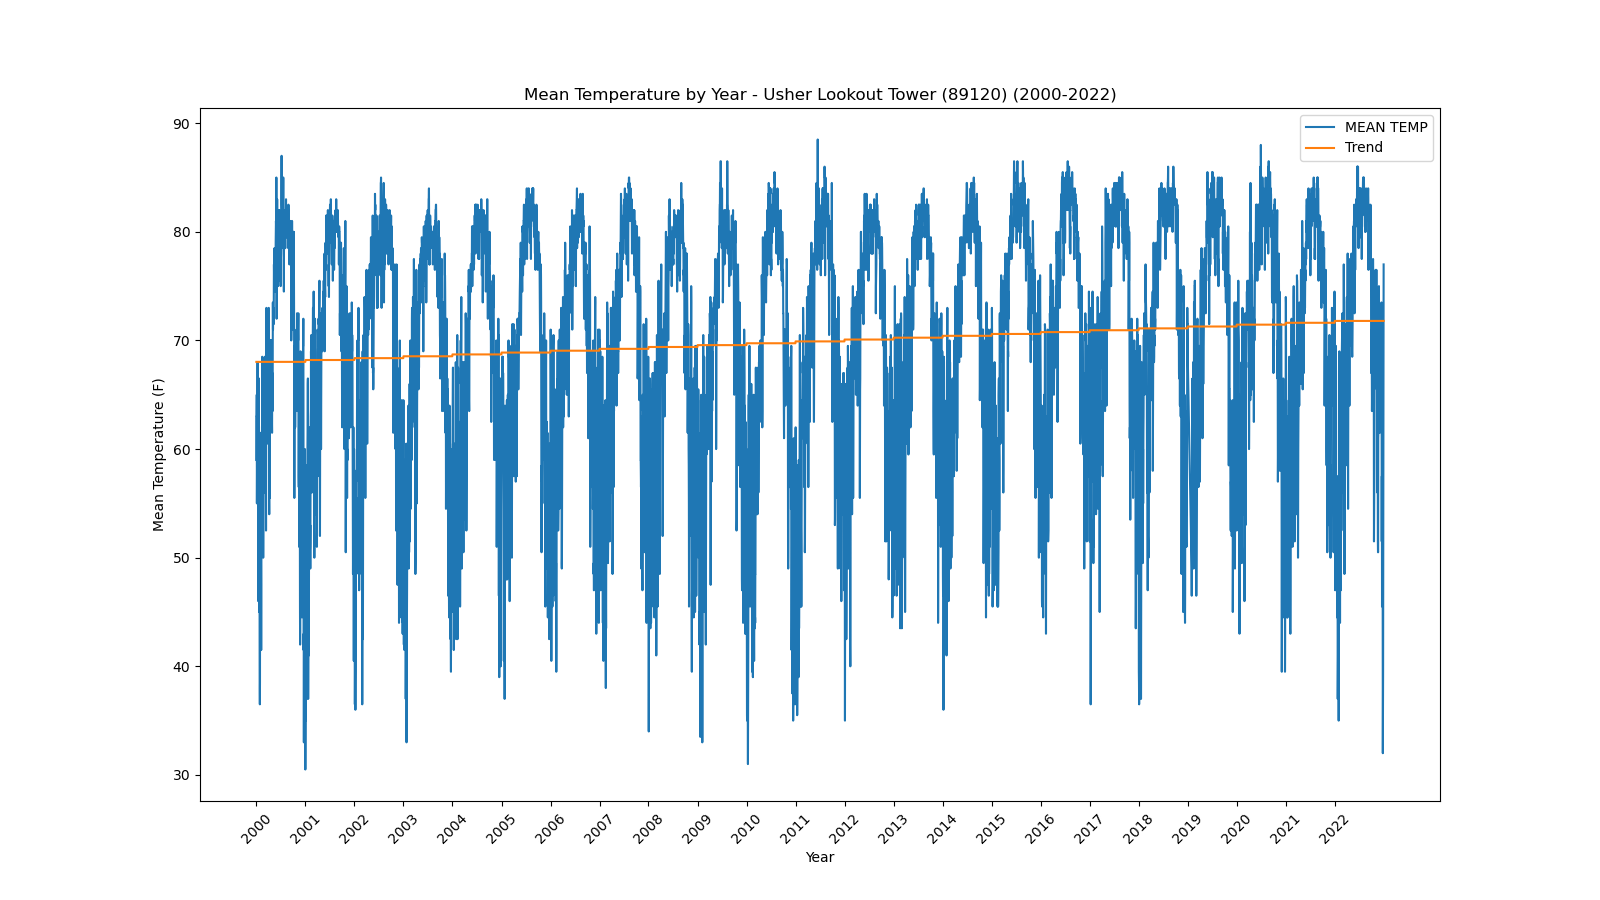 Mean Temperature by Year - Usher Lookout Tower (89120) (2000-2022)
MEAN TEMP
Trend
90
80
70
60
50
40
30
Mean Temperature (F)
2000 2001 2002 2003 2004 2005 2006 2007 2008 2009 2010 2011 2012 2013 2014 2015 2016 2017 2018 2019 2020 2021 2022
Year